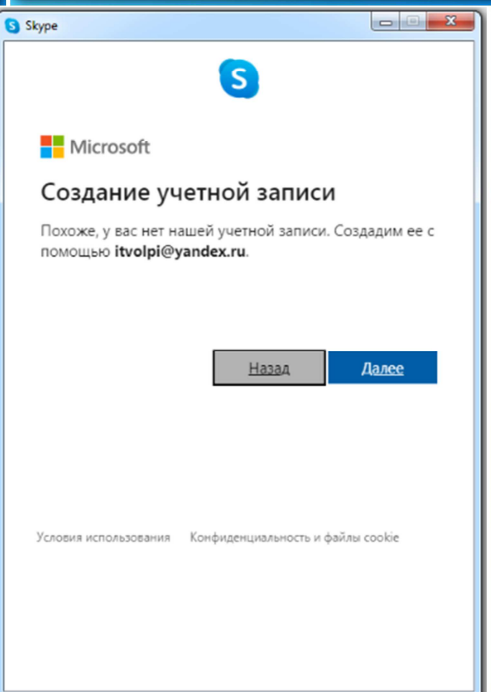 Skype
Microsoft
Создание учетной записи
Похоже, у вас нет нашей учетной записи. Создадим ее с
помощью itvolpi@yandex.ru.
Назад Далее
Условия использования Конфиденциальность и файлы cookie